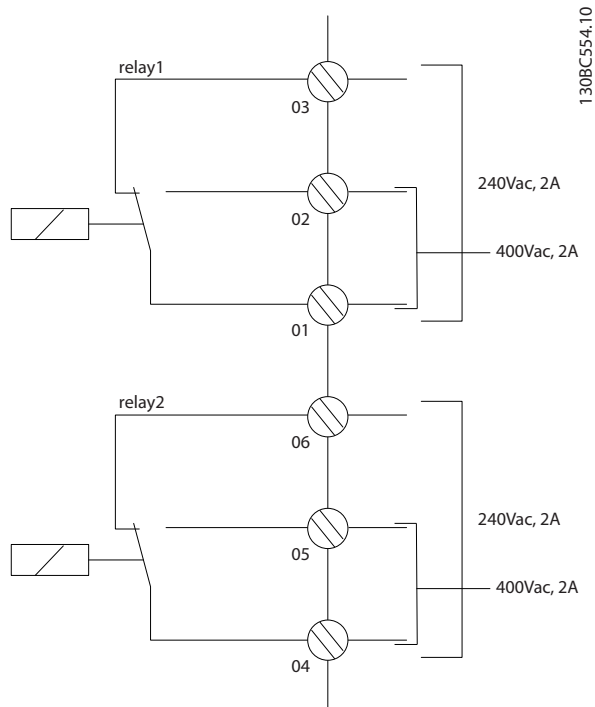 130BC554.10
relay1
03
240Vac, 2A
02
400Vac, 2A
01
relay2
06
240Vac, 2A
05
400Vac, 2A
04